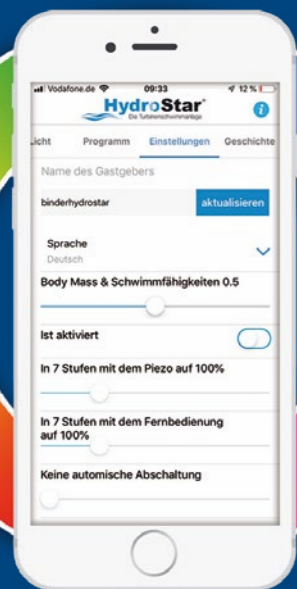 Vodafone.de 09:33 12 %
HydroStar®
Die Turbinenschwimmanlage
i
icht Programm Einstellungen Geschichte
Name des Gastgebers
binderhydrostar aktualisieren
Sprache
Deutsch
Body Mass & Schwimmfähigkeiten 0.5
Ist aktiviert
In 7 Stufen mit dem Piezo auf 100%
In 7 Stufen mit dem Fernbedienung
auf 100%
Keine automische Abschaltung